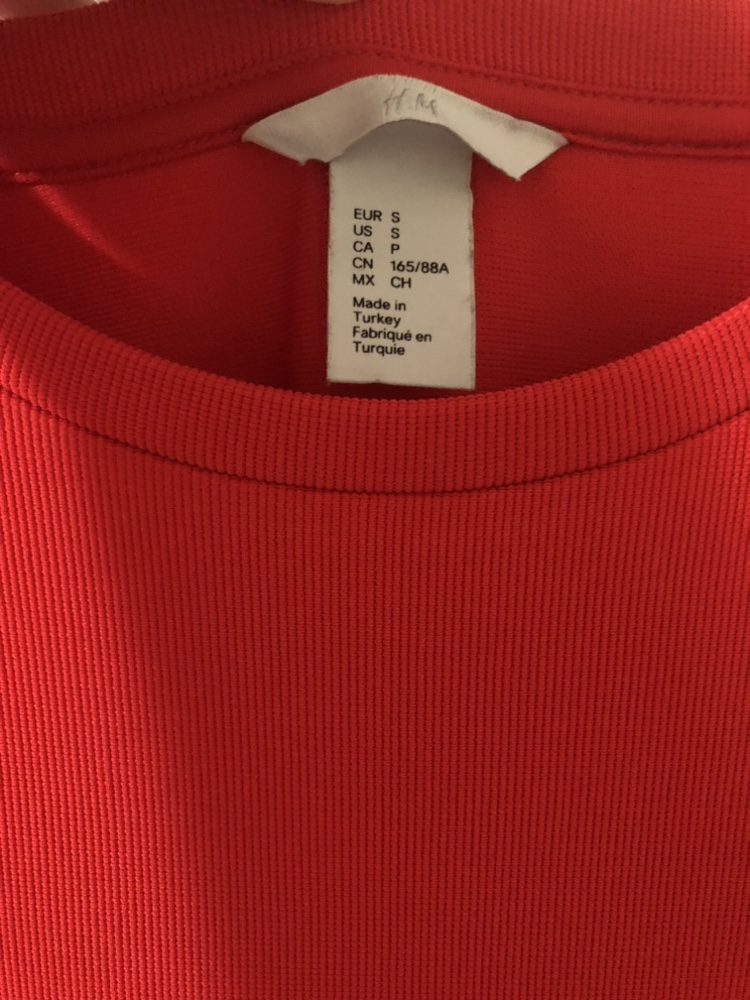 EUR S
US S
CA P
CN 165/88A
MX CH
Made in
Turkey
Fabriqué en
Turquie